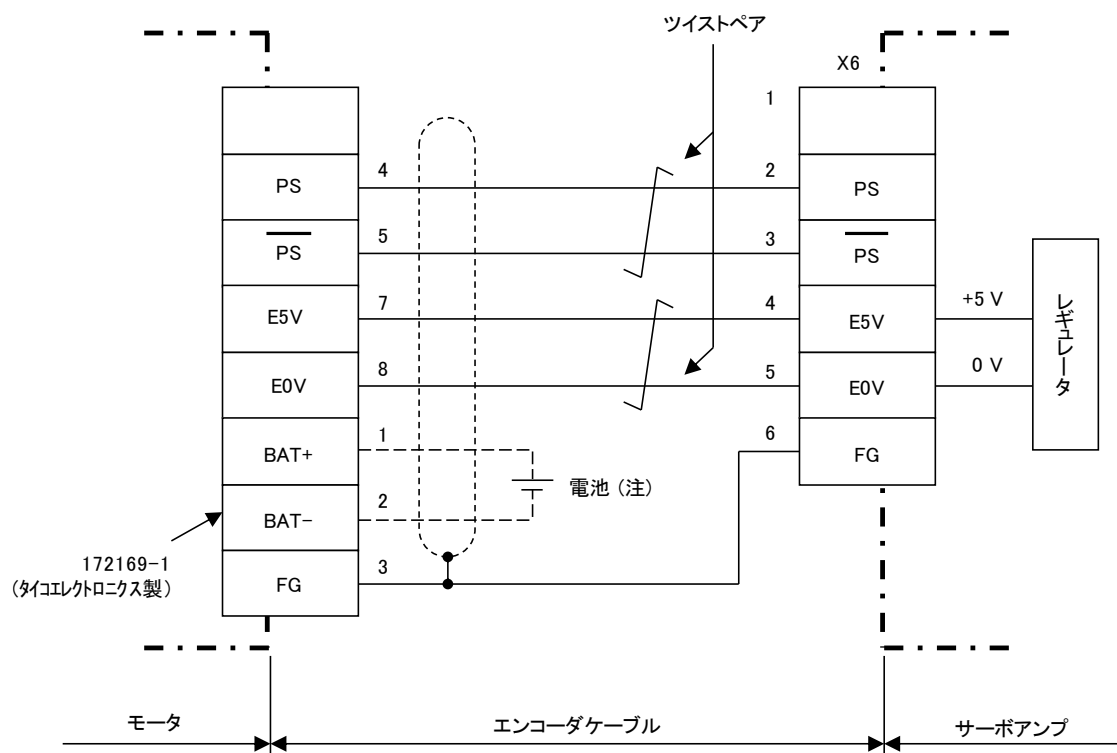 ツイストペア
X6
1
PS
4
2
PS
PS
5
3
PS
E5V
7
4
E5V
+5 V
レギュレータ
E0V
8
5
E0V
0 V
BAT+
1
6
FG
電池 (注)
BAT-
2
172169-1
(タイコエレクトロニクス製)
FG
3
モータ
エンコーダケーブル
サーボアンプ